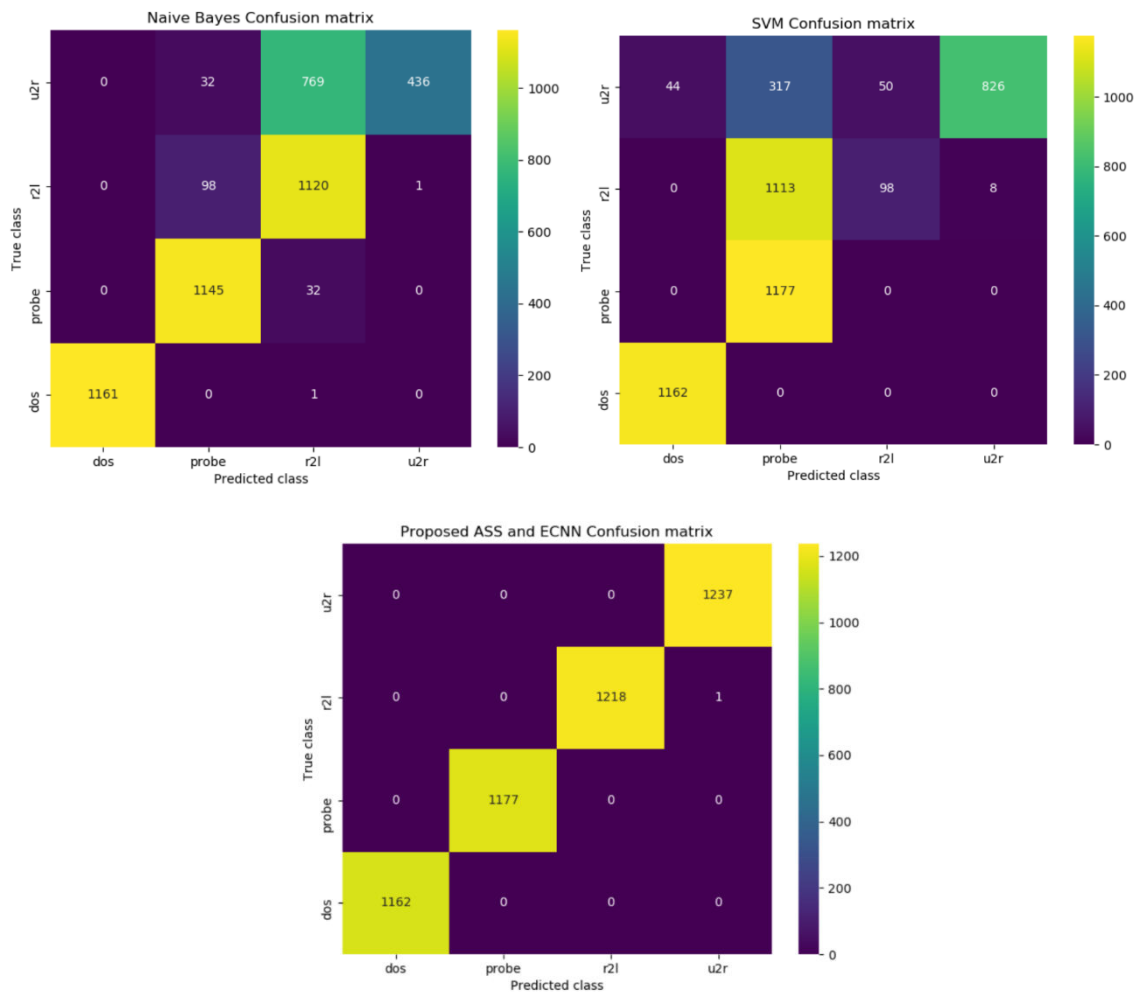 Naive Bayes Confusion matrix
u2r 0 32 769 436
r2l 0 98 1120 1
probe 0 1145 32 0
dos 1161 0 1 0
dos probe r2l u2r
Predicted class
True class
1000
800
600
400
200
0
SVM Confusion matrix
u2r 44 317 50 826
r2l 0 1113 98 8
probe 0 1177 0 0
dos 1162 0 0 0
dos probe r2l u2r
Predicted class
True class
1000
800
600
400
200
0
Proposed ASS and ECNN Confusion matrix
u2r 0 0 0 1237
r2l 0 0 1218 1
probe 0 1177 0 0
dos 1162 0 0 0
dos probe r2l u2r
Predicted class
True class
1200
1000
800
600
400
200
0